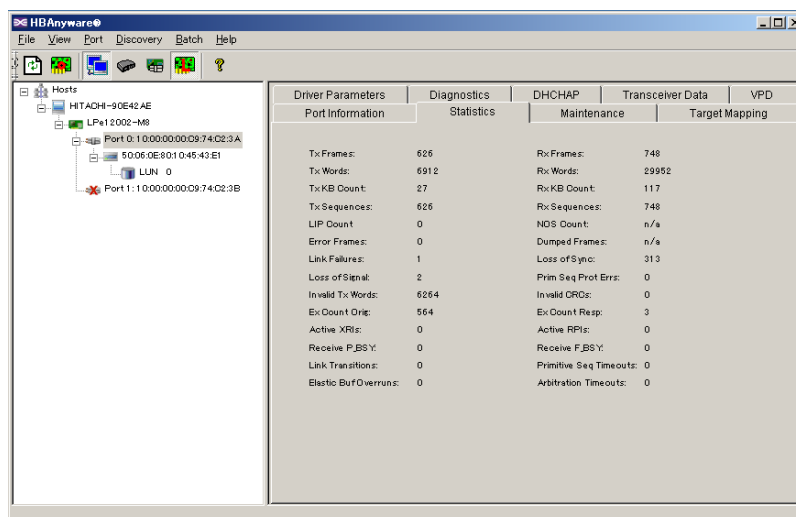 HBAnyware®
File View Port Discovery Batch Help
Hosts
HITACHI-90E42AE
LPe12002-M8
Port 0: 10:00:00:00:C9:74:C2:3A
50:06:0E:80:10:45:43:E1
LUN 0
Port 1: 10:00:00:00:C9:74:C2:3B
Driver Parameters Diagnostics DHCHAP Transceiver Data VPD
Port Information Statistics Maintenance Target Mapping
Tx Frames: 626 Rx Frames: 748
Tx Words: 6912 Rx Words: 29952
Tx KB Count: 27 Rx KB Count: 117
Tx Sequences: 626 Rx Sequences: 748
LIP Count 0 NOS Count: n/a
Error Frames: 0 Dumped Frames: n/a
Link Failures: 1 Loss of Sync: 313
Loss of Signal: 2 Prim Seq Prot Errs: 0
Invalid Tx Words: 6264 Invalid CRCs: 0
Ex Count Orig: 564 Ex Count Resp: 3
Active XRIs: 0 Active RPIs: 0
Receive P_BSY: 0 Receive F_BSY: 0
Link Transitions: 0 Primitive Seq Timeouts: 0
Elastic Buf Overruns: 0 Arbitration Timeouts: 0